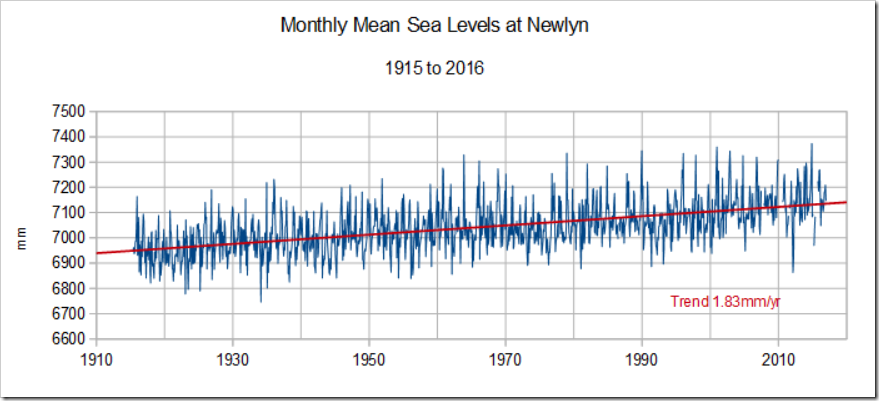 Monthly Mean Sea Levels at Newlyn
1915 to 2016
7500
7400
7300
7200
7100
7000
6900
6800
6700
6600
mm
Trend 1.83mm/yr
1910 1930 1950 1970 1990 2010